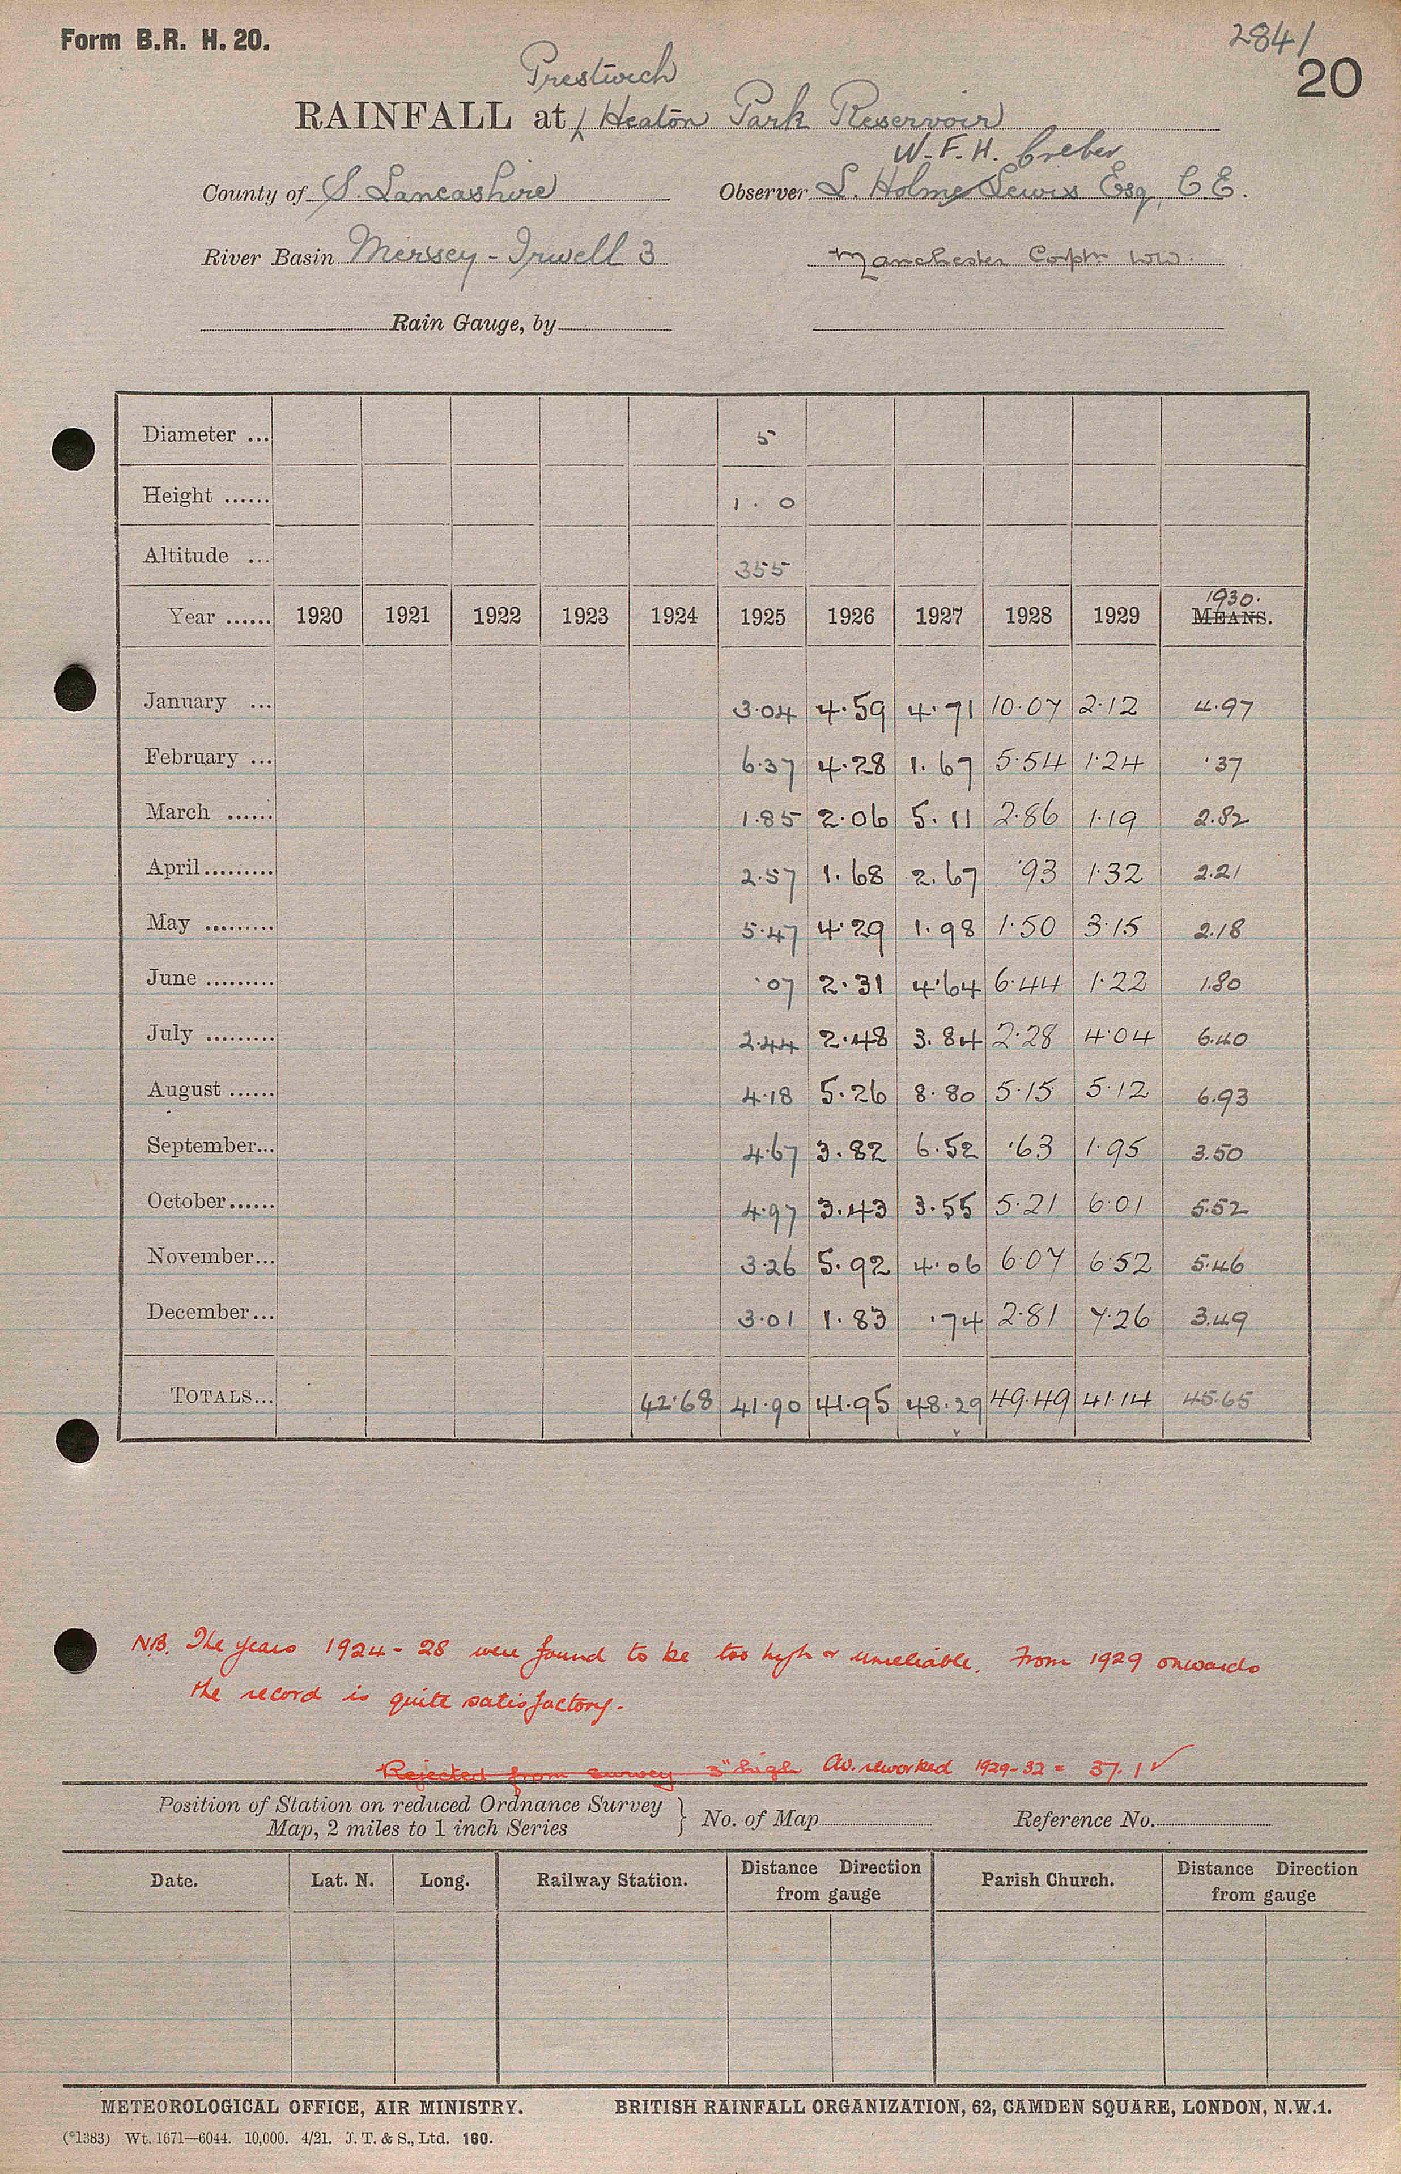 Form B.R. H. 20.
2841/
20
Prestwich
RAINFALL at Heaton Park Reservoir
W.F.H. Creber
County of S. Lancashire Observer L. Holme Lewis Esq, C E.
River Basin Mersey - Irwell 3 Manchester Corptn WW.
Rain Gauge, by
Diameter ... 5
Height ...... 1 . 0
Altitude ... 355
1930.
Year ...... 1920 1921 1922 1923 1924 1925 1926 1927 1928 1929 MEANS.
January ... 3·04 4·59 4·71 10·07 2·12 4·97
February ... 6·37 4·28 1·67 5·54 1·24 ·37
March ...... 1·85 2·06 5·11 2·86 1·19 2.82
April......... 2·57 1·68 2.67 ·93 1·32 2.21
May ......... 5·47 4·29 1·98 1·50 3·15 2.18
June ......... ·07 2·31 4·64 6·44 1·22 1.80
July ......... 2·44 2·48 3.84 2·28 4·04 6.40
August ...... 4·18 5·26 8·80 5·15 5·12 6.93
September... 4·67 3·82 6·52 ·63 1·95 3.50
October...... 4·97 3·43 3·55 5·21 6·01 5.52
November... 3·26 5·92 4·06 6·07 6·52 5.46
December... 3·01 1·83 ·74 2·81 7·26 3.49
TOTALS... 42·68 41·90 41·95 48·29 49·49 41·14 45·65
N.B. The years 1924 - 28 were found to be too high or unreliable. From 1929 onwards
the record is quite satisfactory.
Rejected from survey 3" high Av. reworked 1929-32 = 37.1 ✓
Position of Station on reduced Ordnance Survey
Map, 2 miles to 1 inch Series } No. of Map Reference No.
Date. Lat. N. Long. Railway Station. Distance Direction from gauge Parish Church. Distance Direction from gauge
METEOROLOGICAL OFFICE, AIR MINISTRY. BRITISH RAINFALL ORGANIZATION, 62, CAMDEN SQUARE, LONDON, N.W.1.
(*1383) Wt. 1671—6044. 10,000. 4/21. J. T. & S., Ltd. 160.